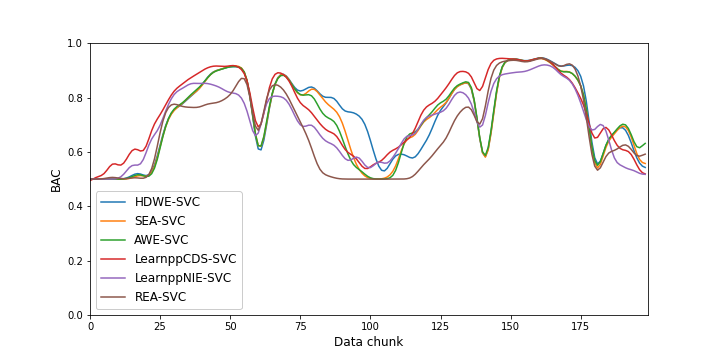 1.0
0.8
0.6
0.4
0.2
0.0
BAC
HDWE-SVC
SEA-SVC
AWE-SVC
LearnppCDS-SVC
LearnppNIE-SVC
REA-SVC
0 25 50 75 100 125 150 175
Data chunk